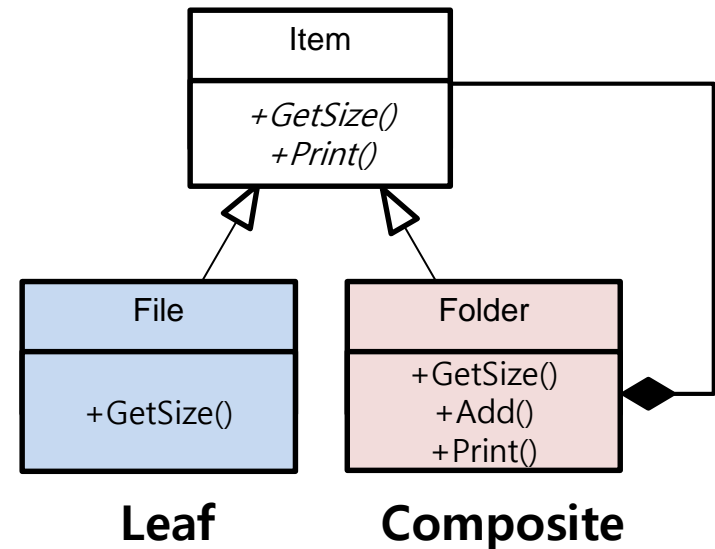 Item
+GetSize()
+Print()
File
+GetSize()
Folder
+GetSize()
+Add()
+Print()
Leaf
Composite